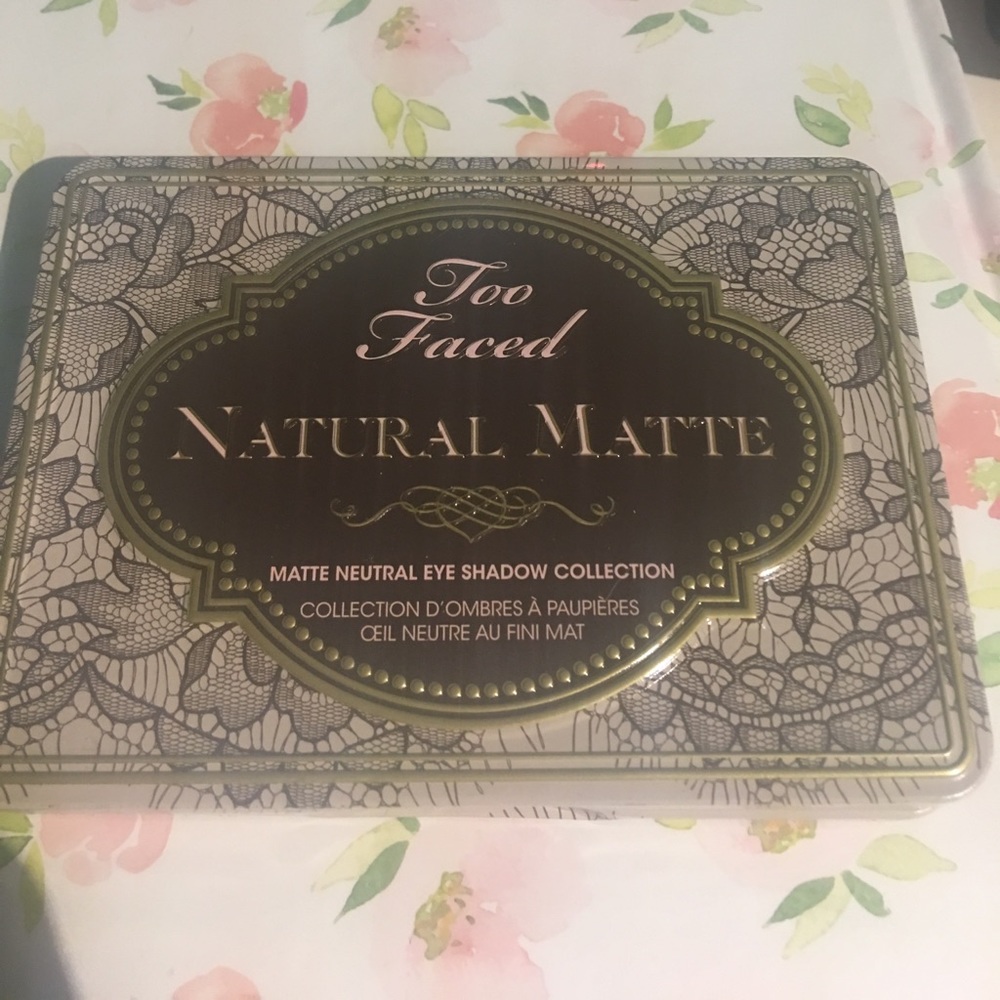 Too
Faced
NATURAL MATTE
MATTE NEUTRAL EYE SHADOW COLLECTION
COLLECTION D'OMBRES À PAUPIÈRES
ŒIL NEUTRE AU FINI MAT